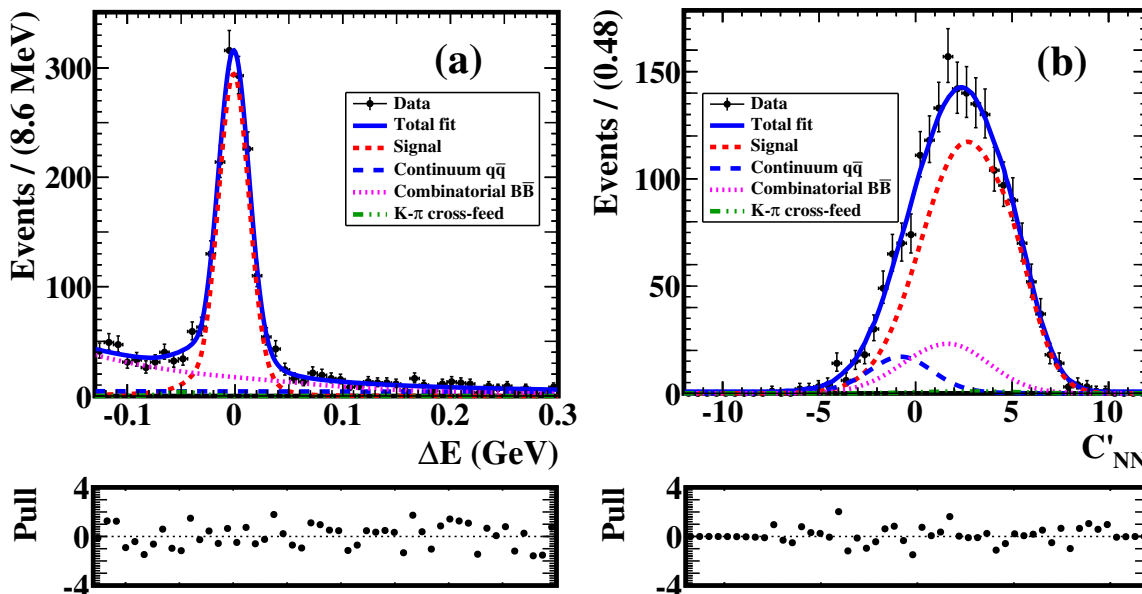 (a)
Events / (8.6 MeV)
300
200
100
0
Data
Total fit
Signal
Continuum qq̅
Combinatorial BB̅
K-π cross-feed
-0.1 0 0.1 0.2 0.3
ΔE (GeV)
Pull
4
0
-4
(b)
Events / (0.48)
150
100
50
0
Data
Total fit
Signal
Continuum qq̅
Combinatorial BB̅
K-π cross-feed
-10 -5 0 5 10
C'NN
Pull
4
0
-4